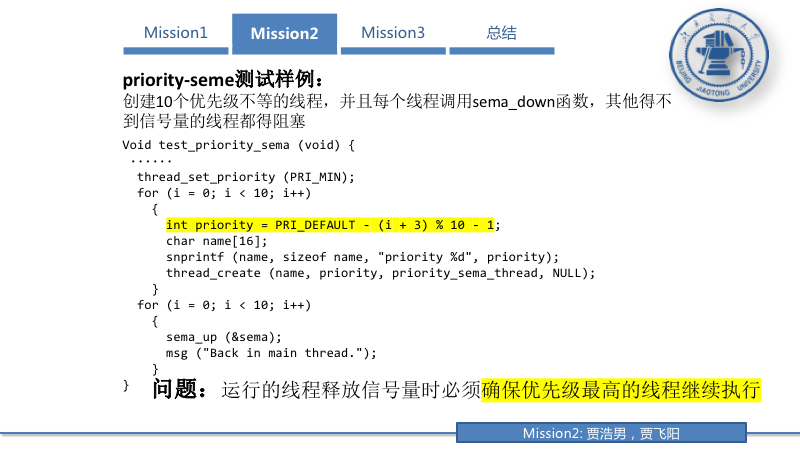 Mission1
Mission2
Mission3
总结
北京交通大学
BEIJING JIAOTONG UNIVERSITY
priority-seme测试样例：
创建10个优先级不等的线程，并且每个线程调用sema_down函数，其他得不
到信号量的线程都得阻塞
Void test_priority_sema (void) {
......
thread_set_priority (PRI_MIN);
for (i = 0; i < 10; i++)
{
int priority = PRI_DEFAULT - (i + 3) % 10 - 1;
char name[16];
snprintf (name, sizeof name, "priority %d", priority);
thread_create (name, priority, priority_sema_thread, NULL);
}
for (i = 0; i < 10; i++)
{
sema_up (&sema);
msg ("Back in main thread.");
}
}
问题：运行的线程释放信号量时必须确保优先级最高的线程继续执行
Mission2: 贾浩男，贾飞阳